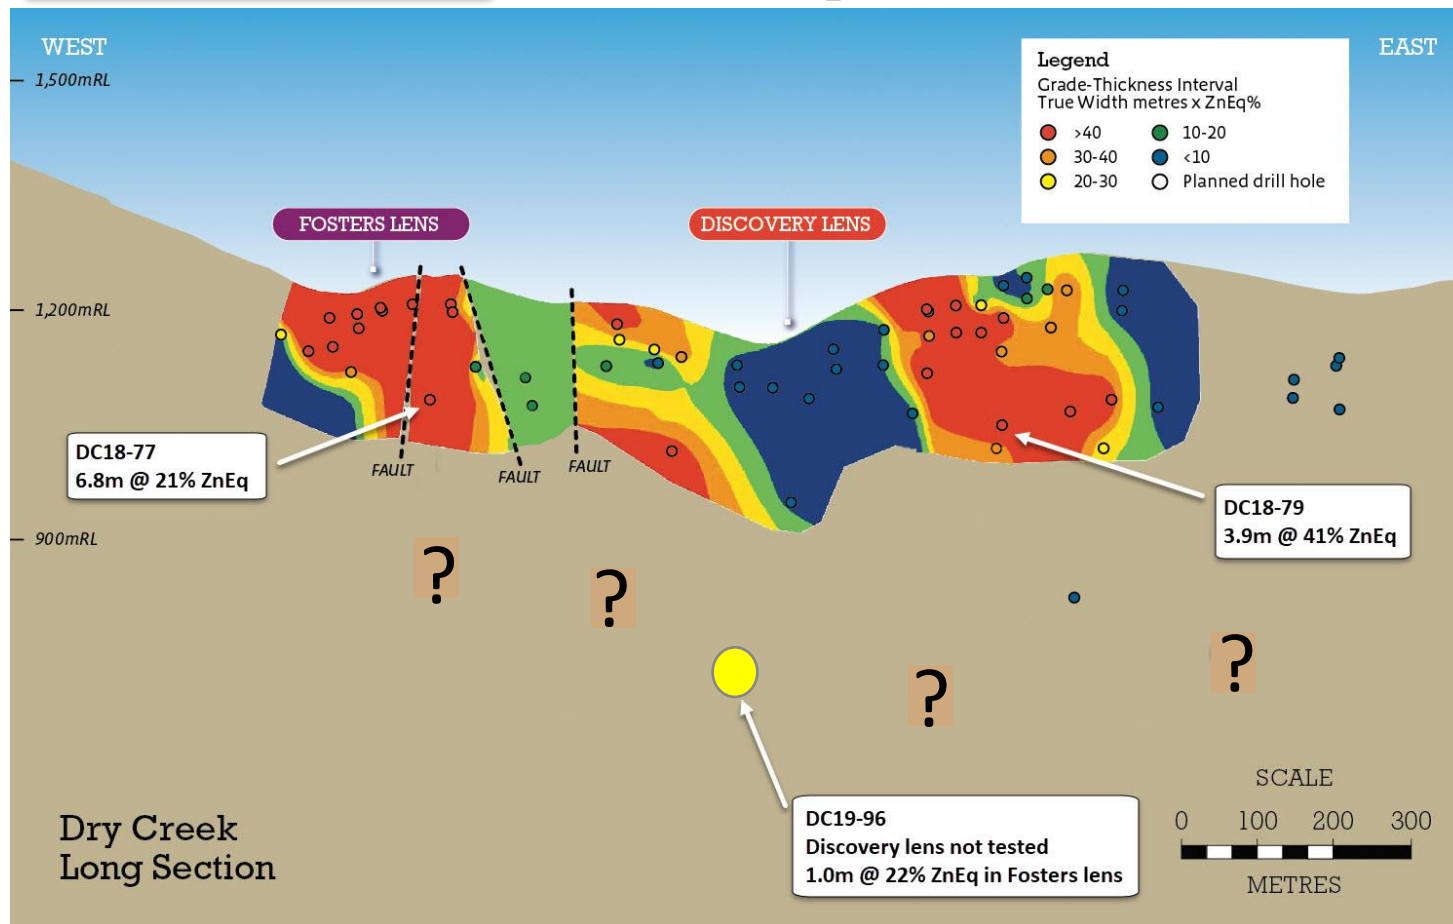 WEST
EAST
1,500mRL
Legend
Grade-Thickness Interval
True Width metres x ZnEq%
>40
10-20
30-40
<10
20-30
Planned drill hole
FOSTERS LENS
DISCOVERY LENS
1,200mRL
DC18-77
6.8m @ 21% ZnEq
FAULT
FAULT
FAULT
DC18-79
3.9m @ 41% ZnEq
900mRL
?
?
?
?
DC19-96
Discovery lens not tested
1.0m @ 22% ZnEq in Fosters lens
Dry Creek
Long Section
SCALE
0 100 200 300
METRES